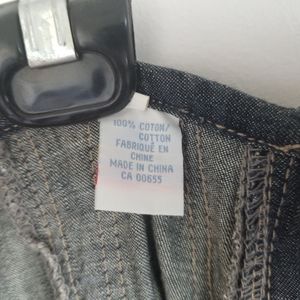 100% COTON/
COTTON
FABRIQUÉ EN
CHINE
MADE IN CHINA
CA 00655